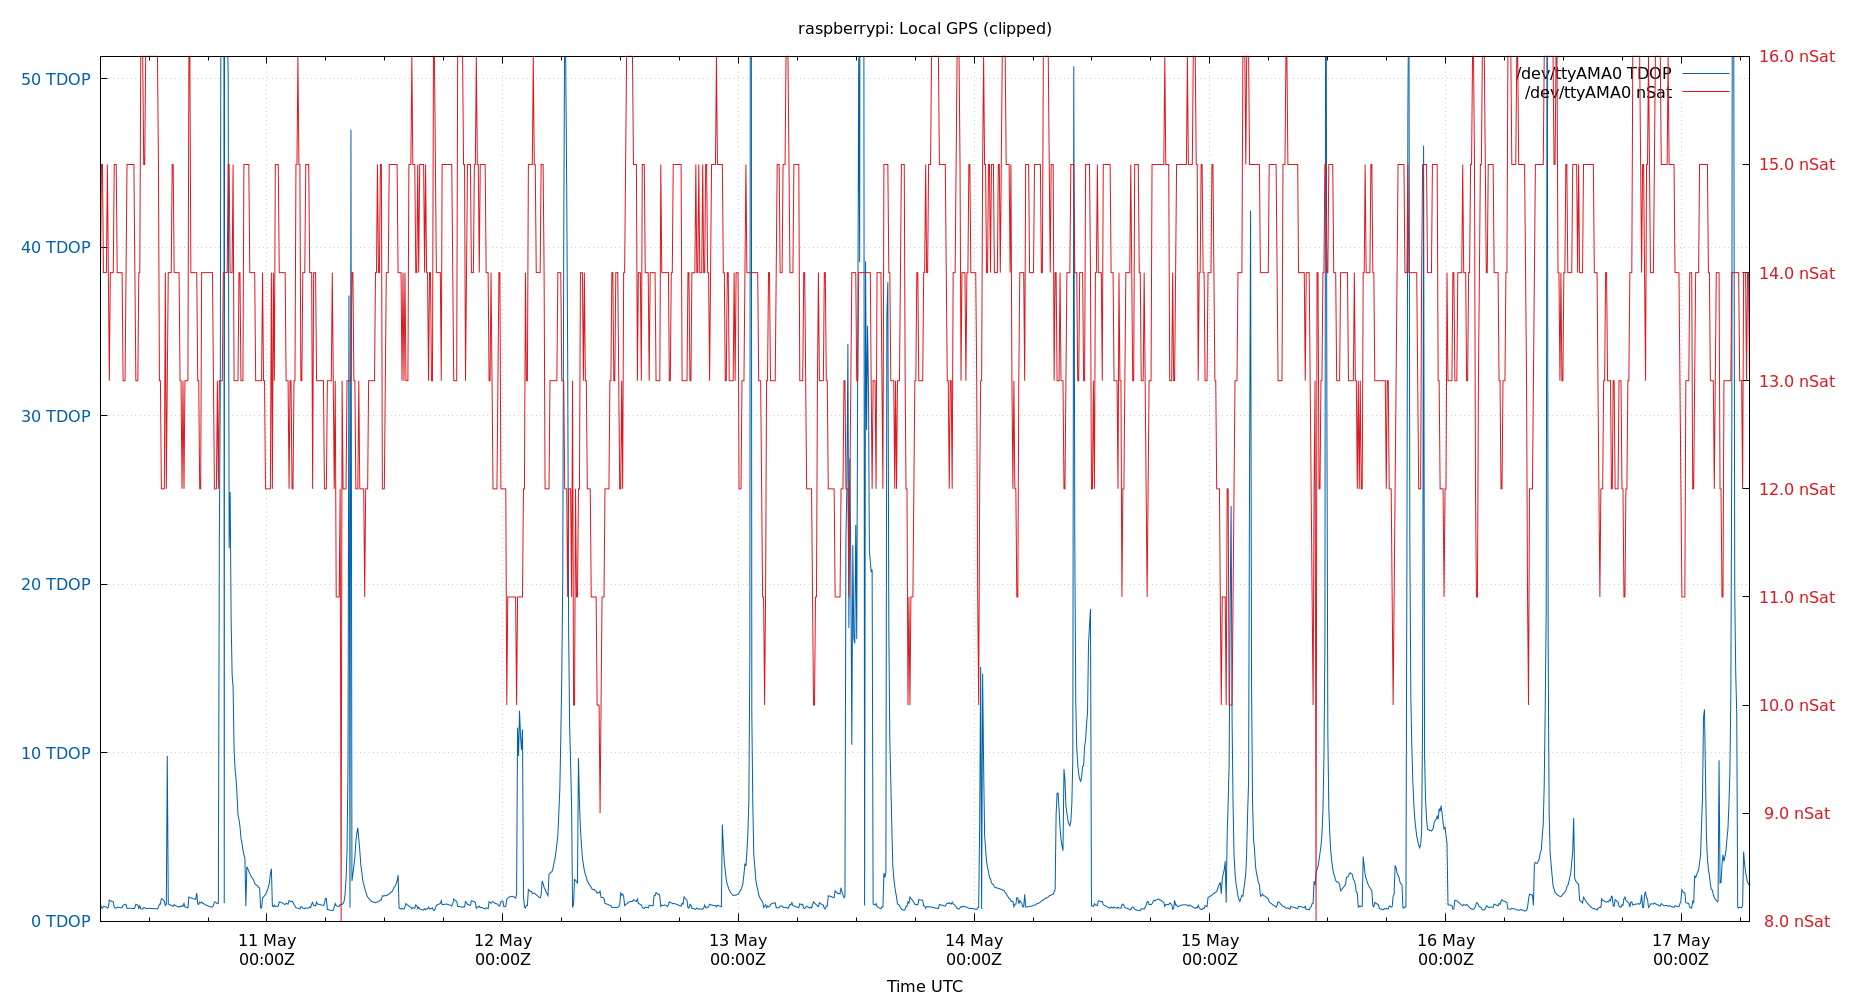 raspberrypi: Local GPS (clipped)
50 TDOP
40 TDOP
30 TDOP
20 TDOP
10 TDOP
0 TDOP
16.0 nSat
15.0 nSat
14.0 nSat
13.0 nSat
12.0 nSat
11.0 nSat
10.0 nSat
9.0 nSat
8.0 nSat
/dev/ttyAMA0 TDOP
/dev/ttyAMA0 nSat
11 May
00:00Z
12 May
00:00Z
13 May
00:00Z
14 May
00:00Z
15 May
00:00Z
16 May
00:00Z
17 May
00:00Z
Time UTC